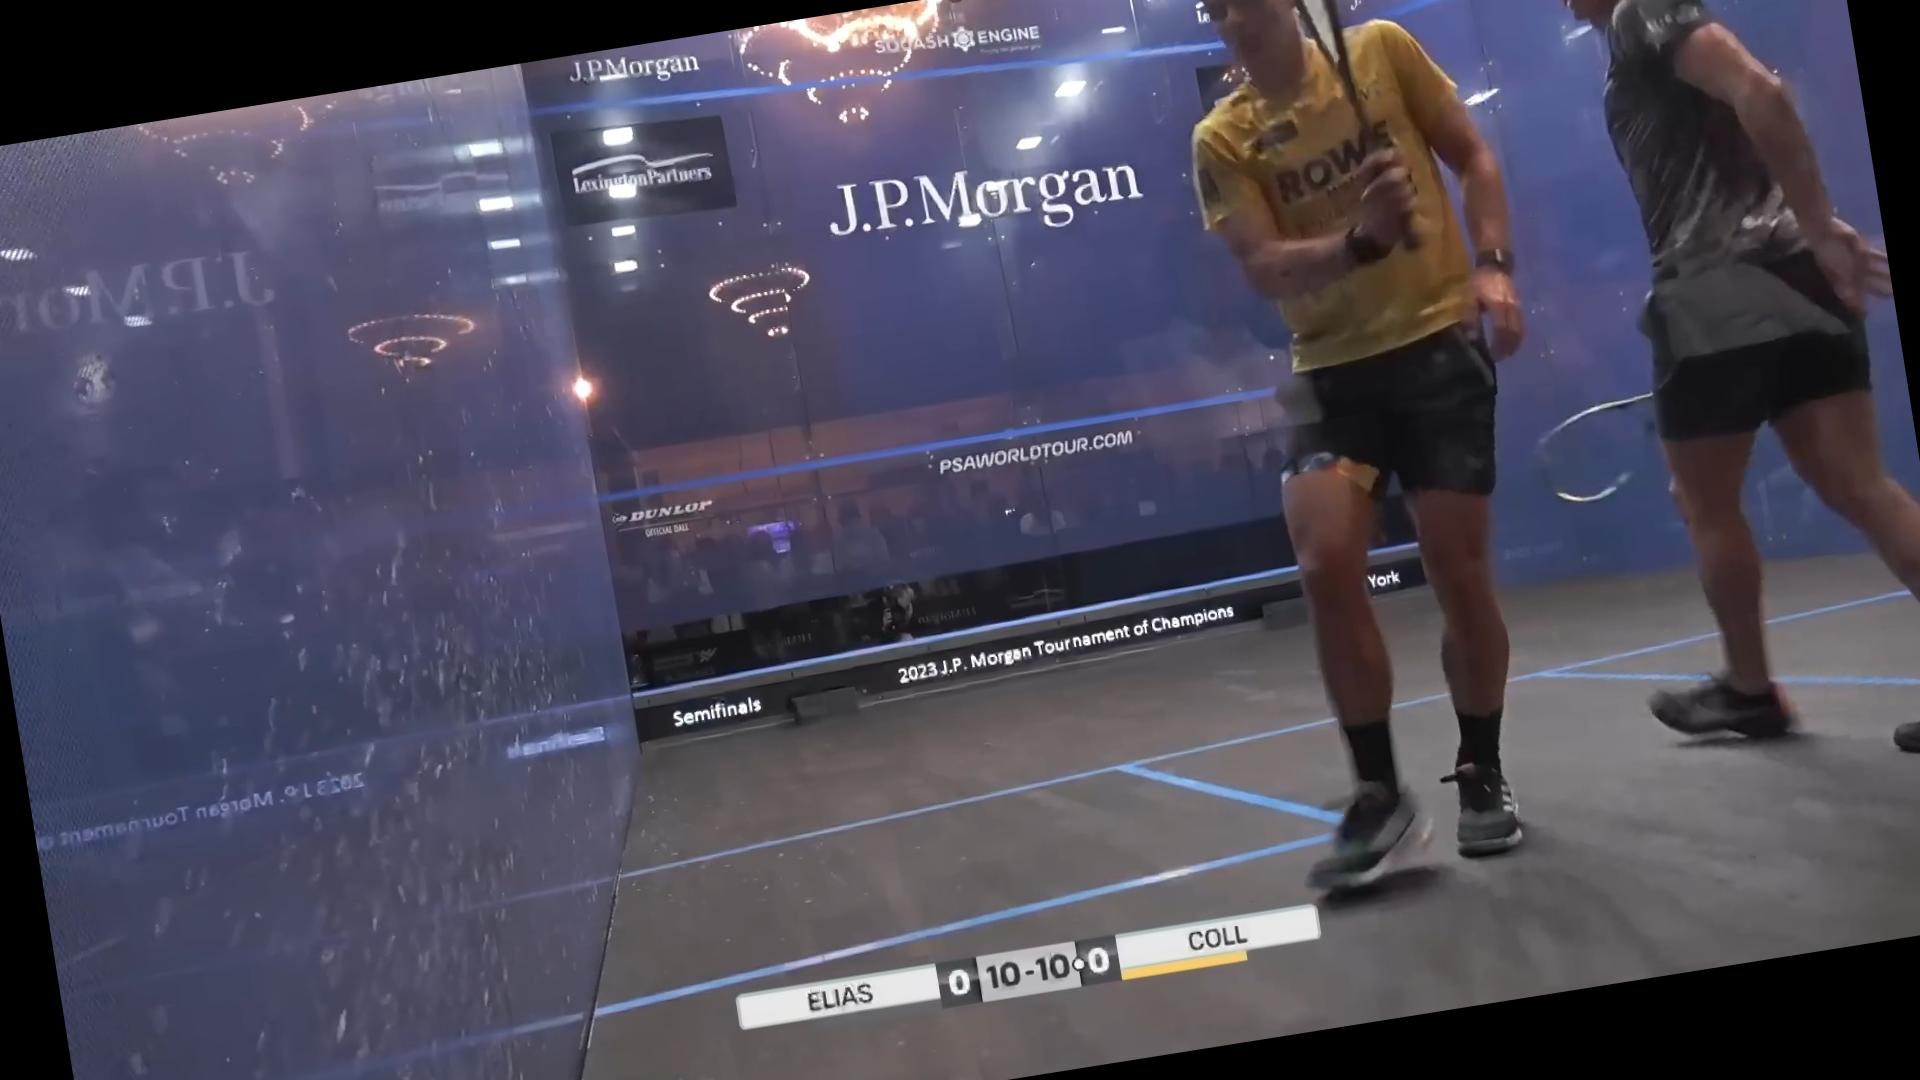 J.P.Morgan
SQUASH ENGINE
LexingtonPartners
J.P.Morgan
ROWE
PSAWORLDTOUR.COM
DUNLOP
OFFICIAL BALL
Semifinals
2023 J.P. Morgan Tournament of Champions
York
ELIAS 0 10-10 0 COLL